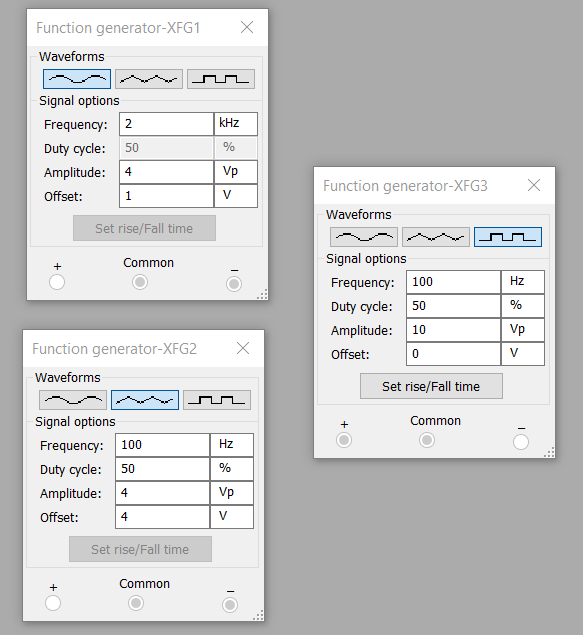 Function generator-XFG1
Waveforms
Signal options
Frequency: 2 kHz
Duty cycle: 50 %
Amplitude: 4 Vp
Offset: 1 V
Set rise/Fall time
+ Common −
Function generator-XFG2
Waveforms
Signal options
Frequency: 100 Hz
Duty cycle: 50 %
Amplitude: 4 Vp
Offset: 4 V
Set rise/Fall time
+ Common −
Function generator-XFG3
Waveforms
Signal options
Frequency: 100 Hz
Duty cycle: 50 %
Amplitude: 10 Vp
Offset: 0 V
Set rise/Fall time
+ Common −